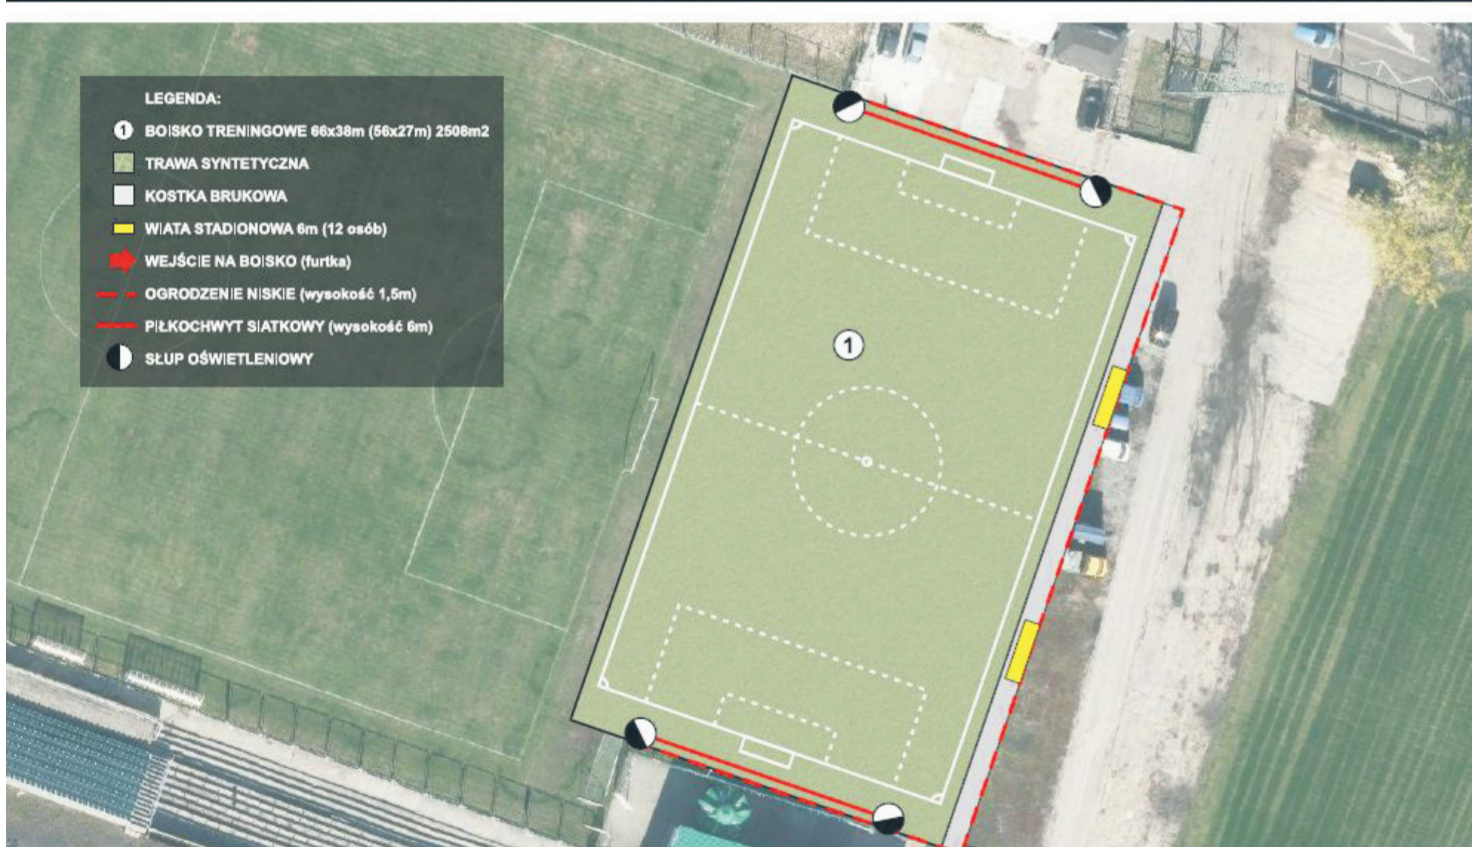 LEGENDA:
1 BOISKO TRENINGOWE 66x38m (56x27m) 2508m2
TRAWA SYNTETYCZNA
KOSTKA BRUKOWA
WIATA STADIONOWA 6m (12 osób)
WEJŚCIE NA BOISKO (furtka)
OGRODZENIE NISKIE (wysokość 1,5m)
PIŁKOCHWYT SIATKOWY (wysokość 6m)
SŁUP OŚWIETLENIOWY
1